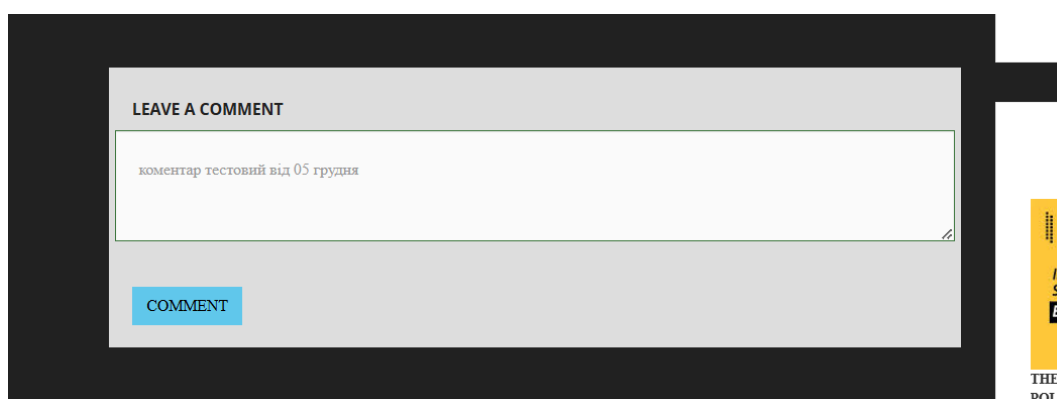 LEAVE A COMMENT
коментар тестовий від 05 грудня
COMMENT
THE